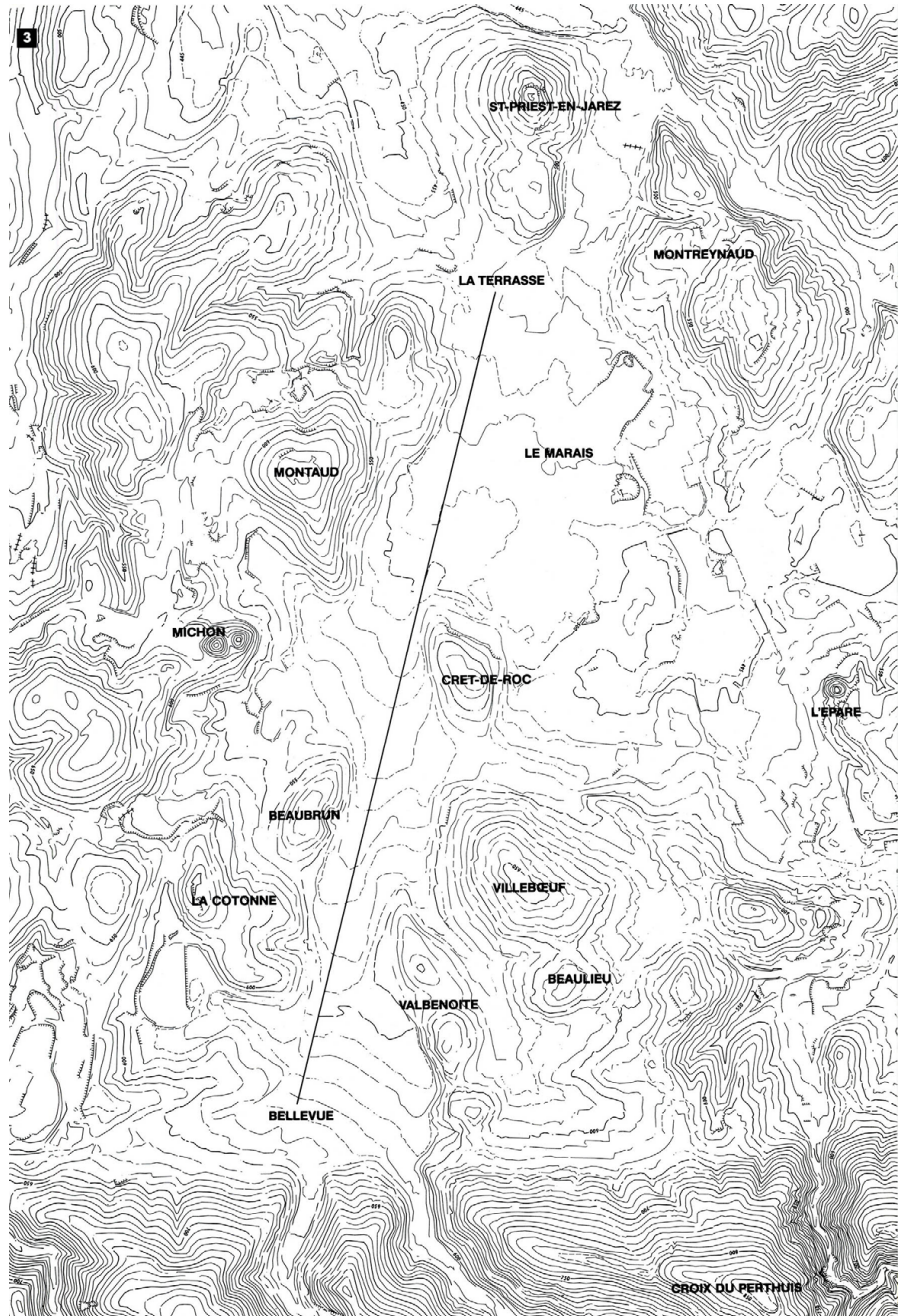 3
ST-PRIEST-EN-JAREZ
MONTREYNAUD
LA TERRASSE
LE MARAIS
MONTAUD
MICHON
CRET-DE-ROC
L'EPARE
BEAUBRUN
VILLEBŒUF
LA COTONNE
BEAULIEU
VALBENOITE
BELLEVUE
CROIX DU PERTHUIS